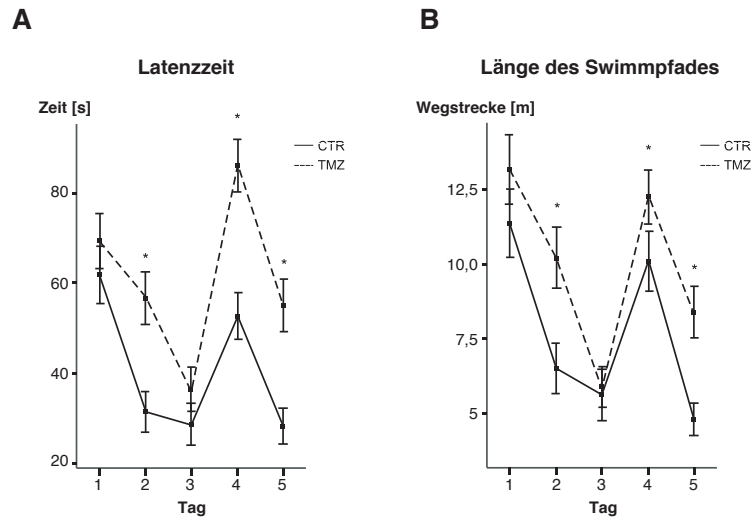 A
Latenzzeit
Zeit [s]
*
CTR
TMZ
80
*
*
60
40
20
1 2 3 4 5
Tag
B
Länge des Swimmpfades
Wegstrecke [m]
CTR
*
TMZ
12,5
*
10,0
*
7,5
5
1 2 3 4 5
Tag